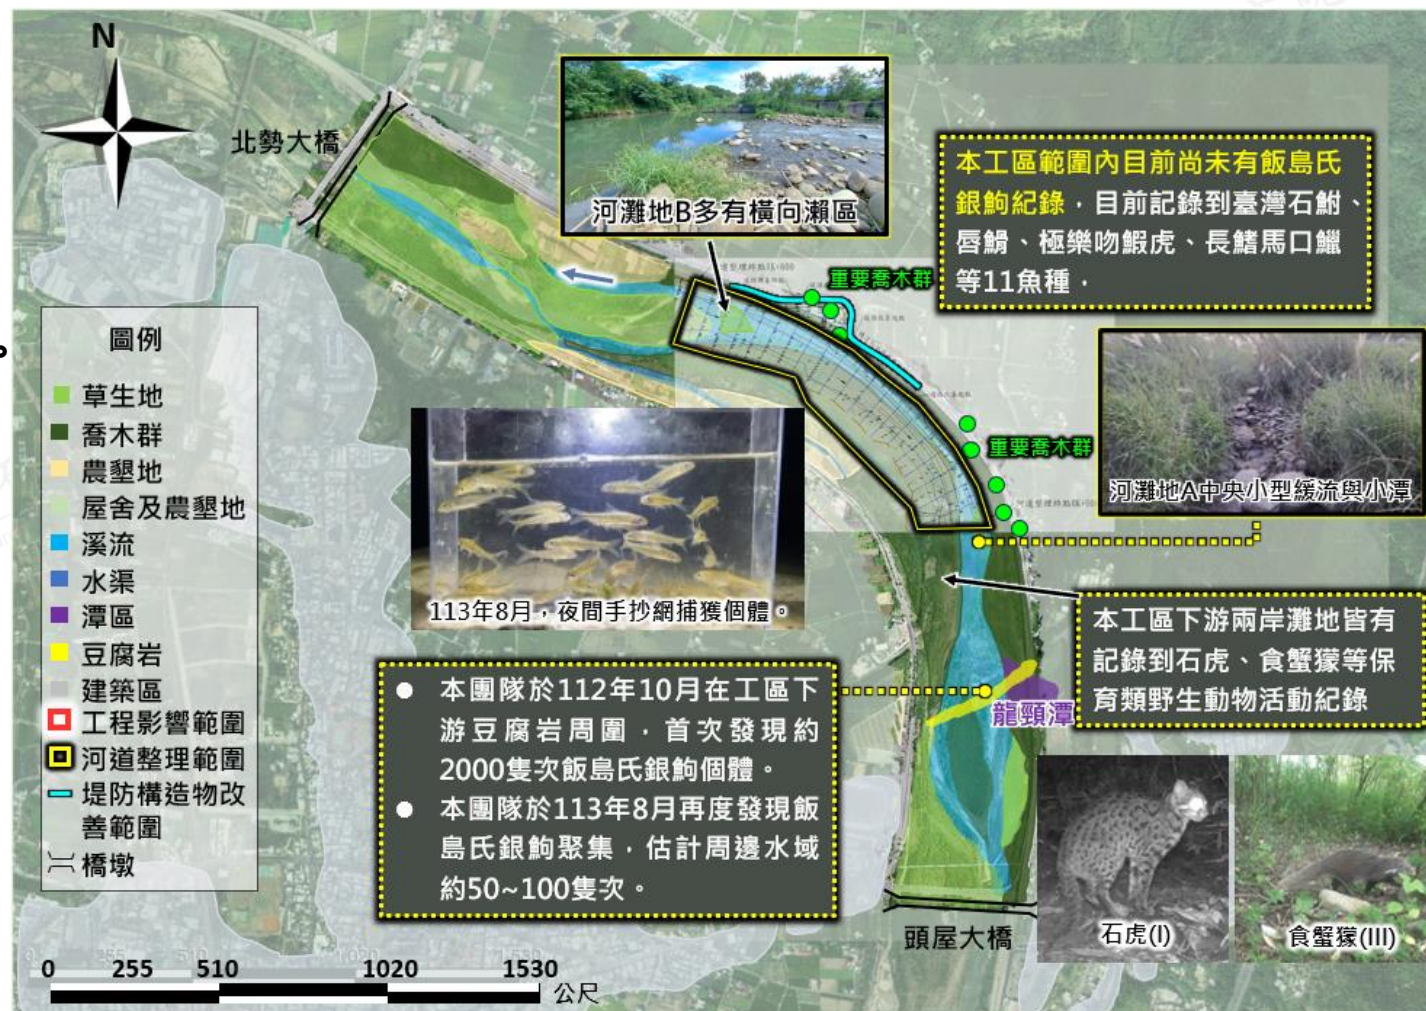 N
北勢大橋
河灘地B多有橫向瀨區
本工區範圍內目前尚未有飯島氏
銀鮈紀錄，目前記錄到臺灣石鮒、
唇䱻、極樂吻鰕虎、長鰭馬口鱲
等11魚種．
重要喬木群
圖例
草生地
喬木群
農墾地
屋舍及農墾地
溪流
水渠
潭區
豆腐岩
建築區
工程影響範圍
河道整理範圍
堤防構造物改
善範圍
橋墩
113年8月，夜間手抄網捕獲個體。
重要喬木群
河灘地A中央小型緩流與小潭
本工區下游兩岸灘地皆有
記錄到石虎、食蟹獴等保
育類野生動物活動紀錄
● 本團隊於112年10月在工區下
游豆腐岩周圍，首次發現約
2000隻次飯島氏銀鮈個體。
● 本團隊於113年8月再度發現飯
島氏銀鮈聚集，估計周邊水域
約50~100隻次。
龍頸潭
頭屋大橋
石虎(I)
食蟹獴(III)
0 255 510 1020 1530
公尺